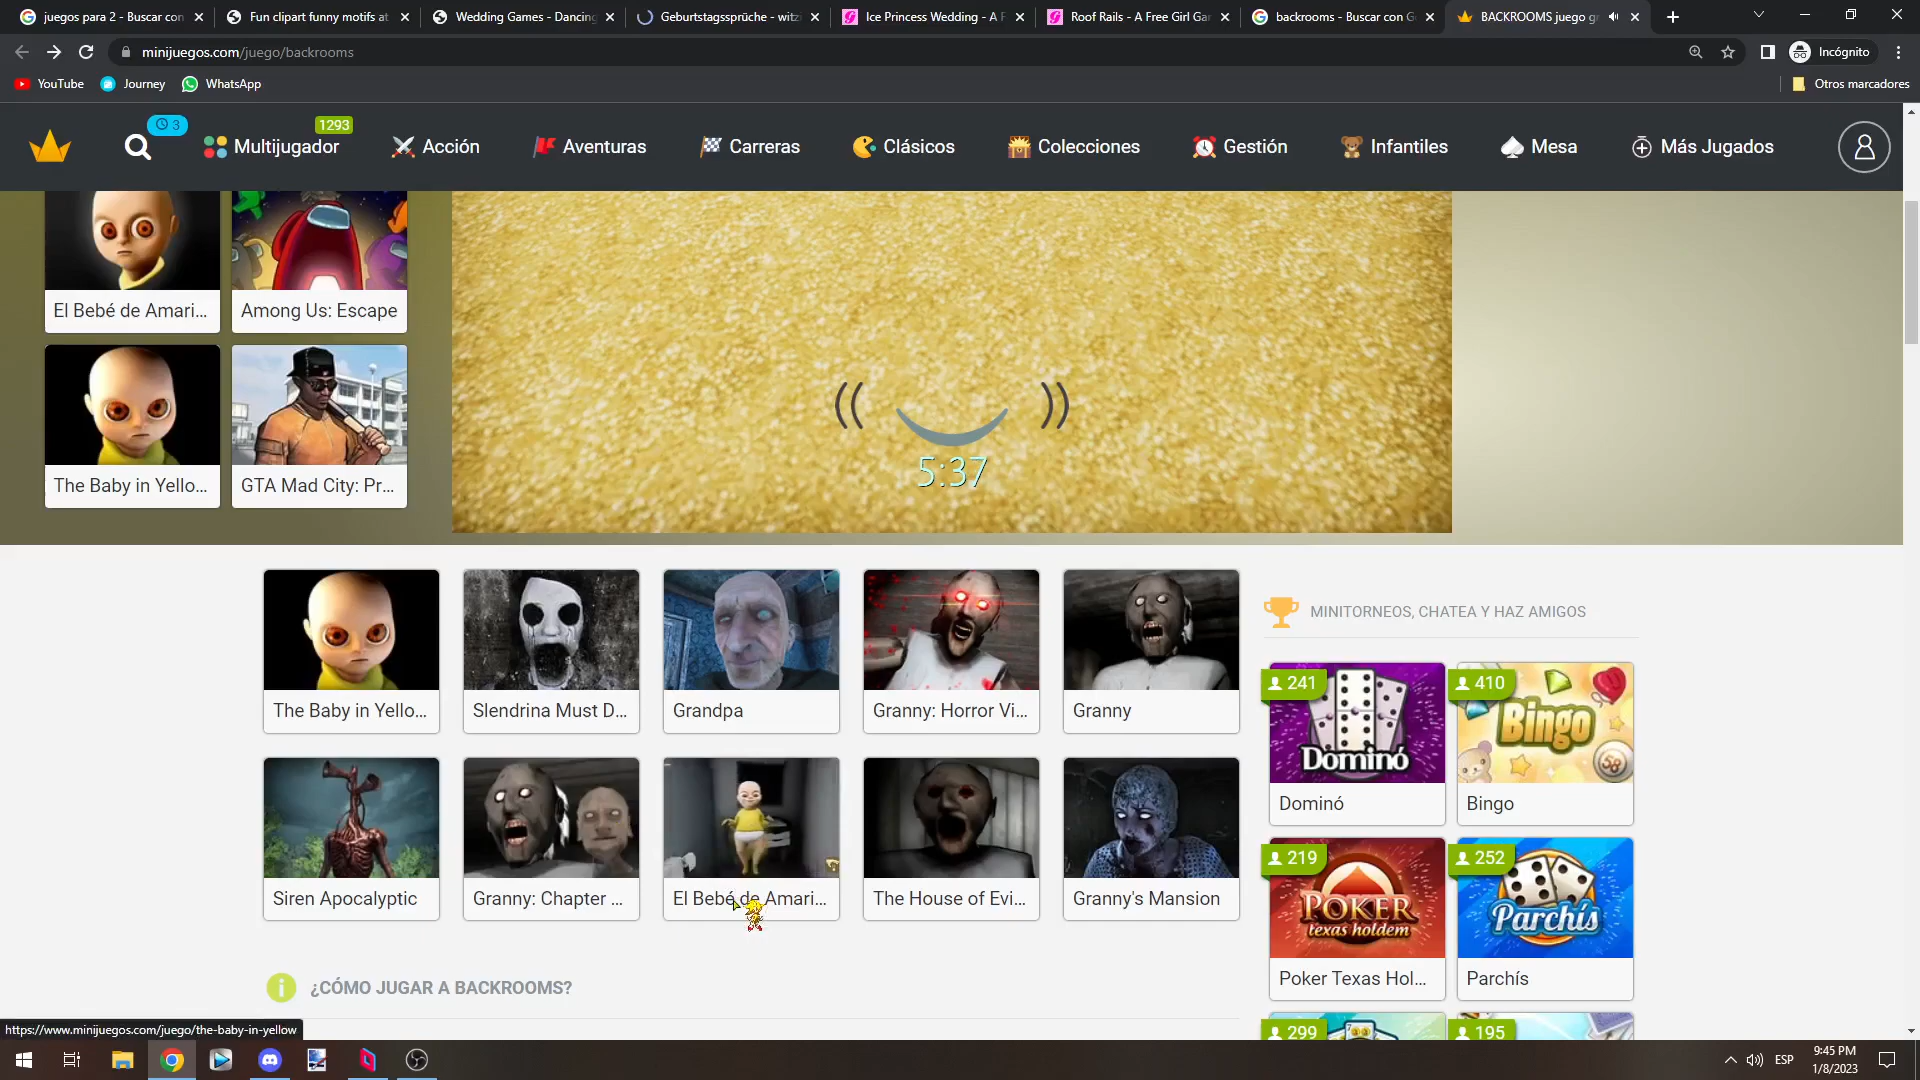 juegos para 2 - Buscar con
Fun clipart funny motifs at
Wedding Games - Dancing
Geburtstagssprüche - witzi
Ice Princess Wedding - A F
Roof Rails - A Free Girl Gar
backrooms - Buscar con G
BACKROOMS juego gr
minijuegos.com/juego/backrooms
Incógnito
YouTube
Journey
WhatsApp
Otros marcadores
3
Multijugador
1293
Acción
Aventuras
Carreras
Clásicos
Colecciones
Gestión
Infantiles
Mesa
Más Jugados
El Bebé de Amari...
Among Us: Escape
The Baby in Yello...
GTA Mad City: Pr...
5:37
The Baby in Yello...
Slendrina Must D...
Grandpa
Granny: Horror Vi...
Granny
Siren Apocalyptic
Granny: Chapter ...
El Bebé de Amari...
The House of Evi...
Granny's Mansion
MINITORNEOS, CHATEA Y HAZ AMIGOS
241
Dominó
Dominó
410
Bingo
58
Bingo
219
POKER
texas holdem
Poker Texas Hol...
252
Parchís
Parchís
299
195
¿CÓMO JUGAR A BACKROOMS?
https://www.minijuegos.com/juego/the-baby-in-yellow
ESP
9:45 PM
1/8/2023